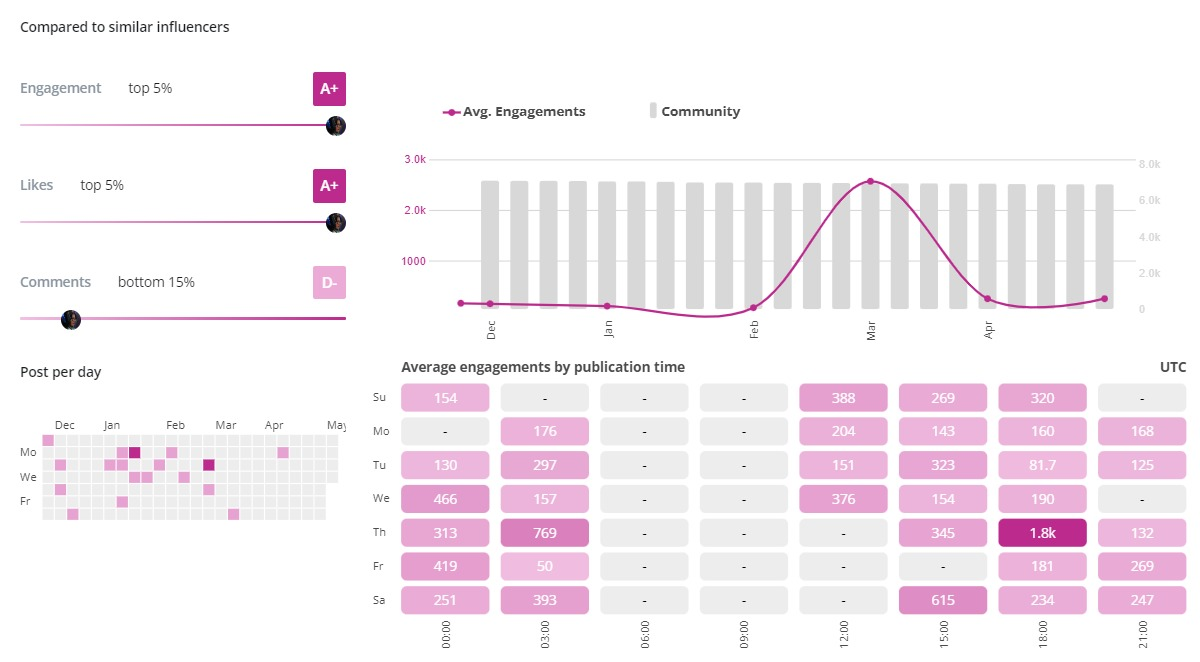 Compared to similar influencers
Engagement top 5% A+
Likes top 5% A+
Comments bottom 15% D-
Avg. Engagements Community
3.0k 8.0k
2.0k 6.0k
4.0k
1000
2.0k
0
Dec Jan Feb Mar Apr
Post per day
Dec Jan Feb Mar Apr May
Mo
We
Fr
Average engagements by publication time UTC
Su 154 - - - 388 269 320 -
Mo - 176 - - 204 143 160 168
Tu 130 297 - - 151 323 81.7 125
We 466 157 - - 376 154 190 -
Th 313 769 - - - 345 1.8k 132
Fr 419 50 - - - - 181 269
Sa 251 393 - - - 615 234 247
00:00 03:00 06:00 09:00 12:00 15:00 18:00 21:00